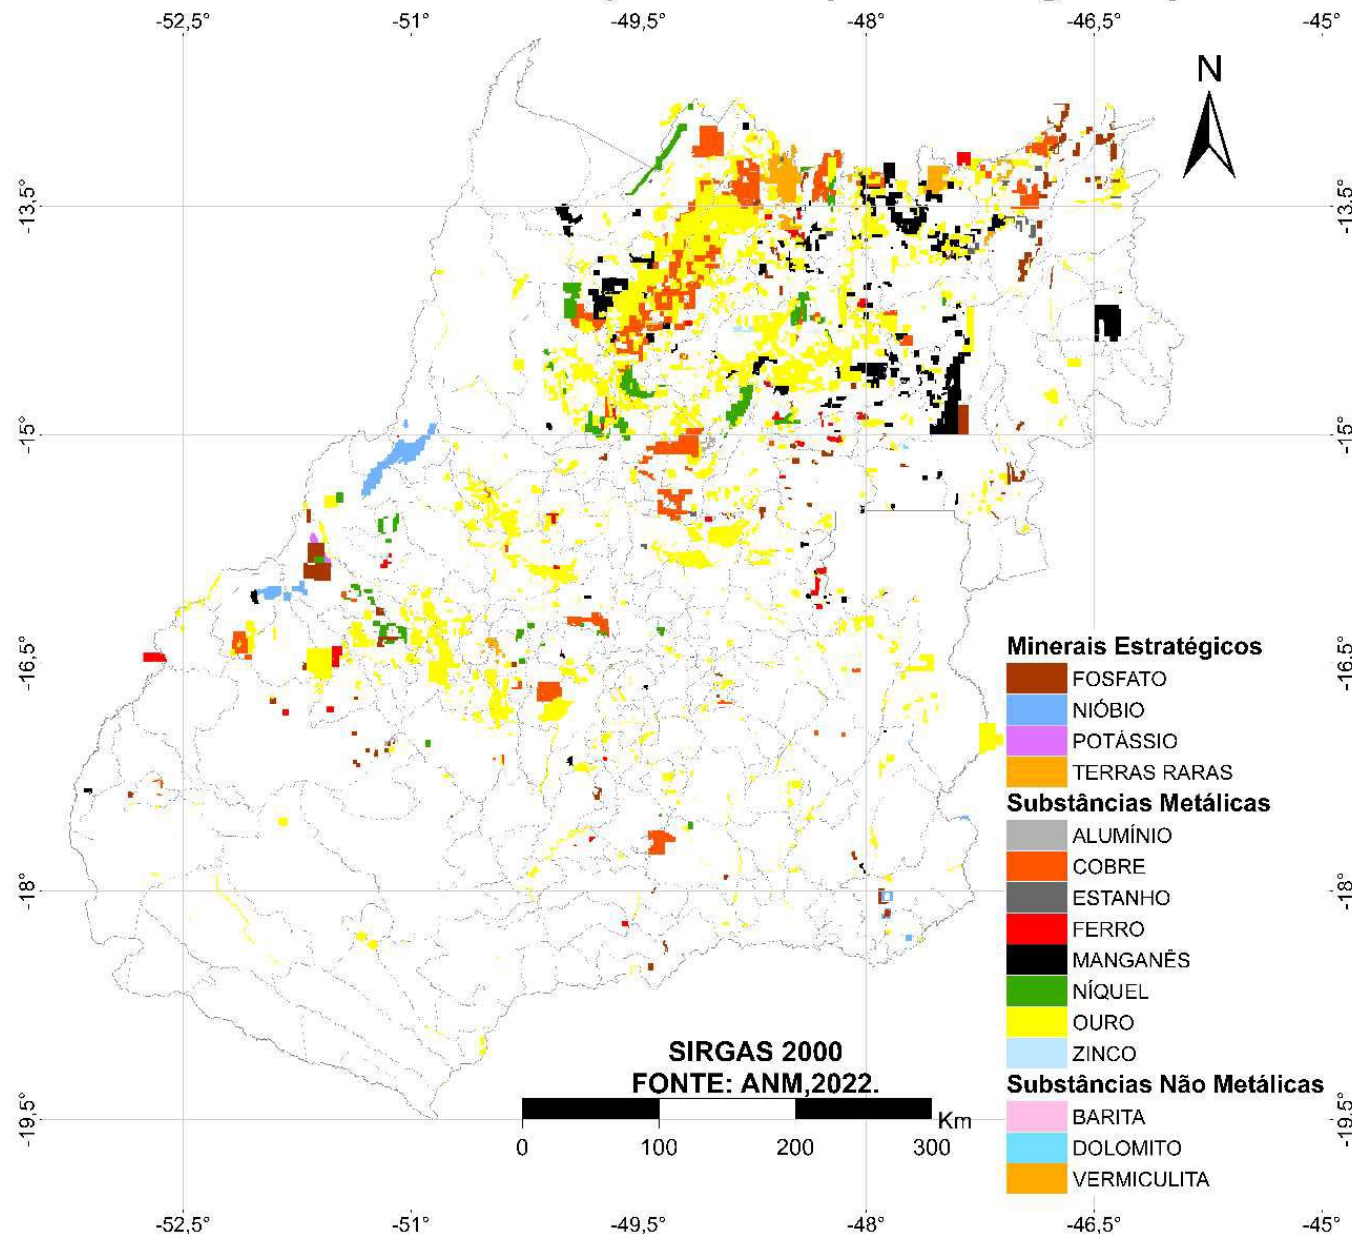 -52,5° -51° -49,5° -48° -46,5° -45°
N
-13,5° -13,5°
-15° -15°
-16,5° -16,5°
Minerais Estratégicos
FOSFATO
NIÓBIO
POTÁSSIO
TERRAS RARAS
Substâncias Metálicas
ALUMÍNIO
COBRE
-18° -18°
ESTANHO
FERRO
MANGANÊS
NÍQUEL
OURO
ZINCO
SIRGAS 2000
FONTE: ANM,2022.
Km
0 100 200 300
Substâncias Não Metálicas
BARITA
DOLOMITO
VERMICULITA
-19,5° -19,5°
-52,5° -51° -49,5° -48° -46,5° -45°